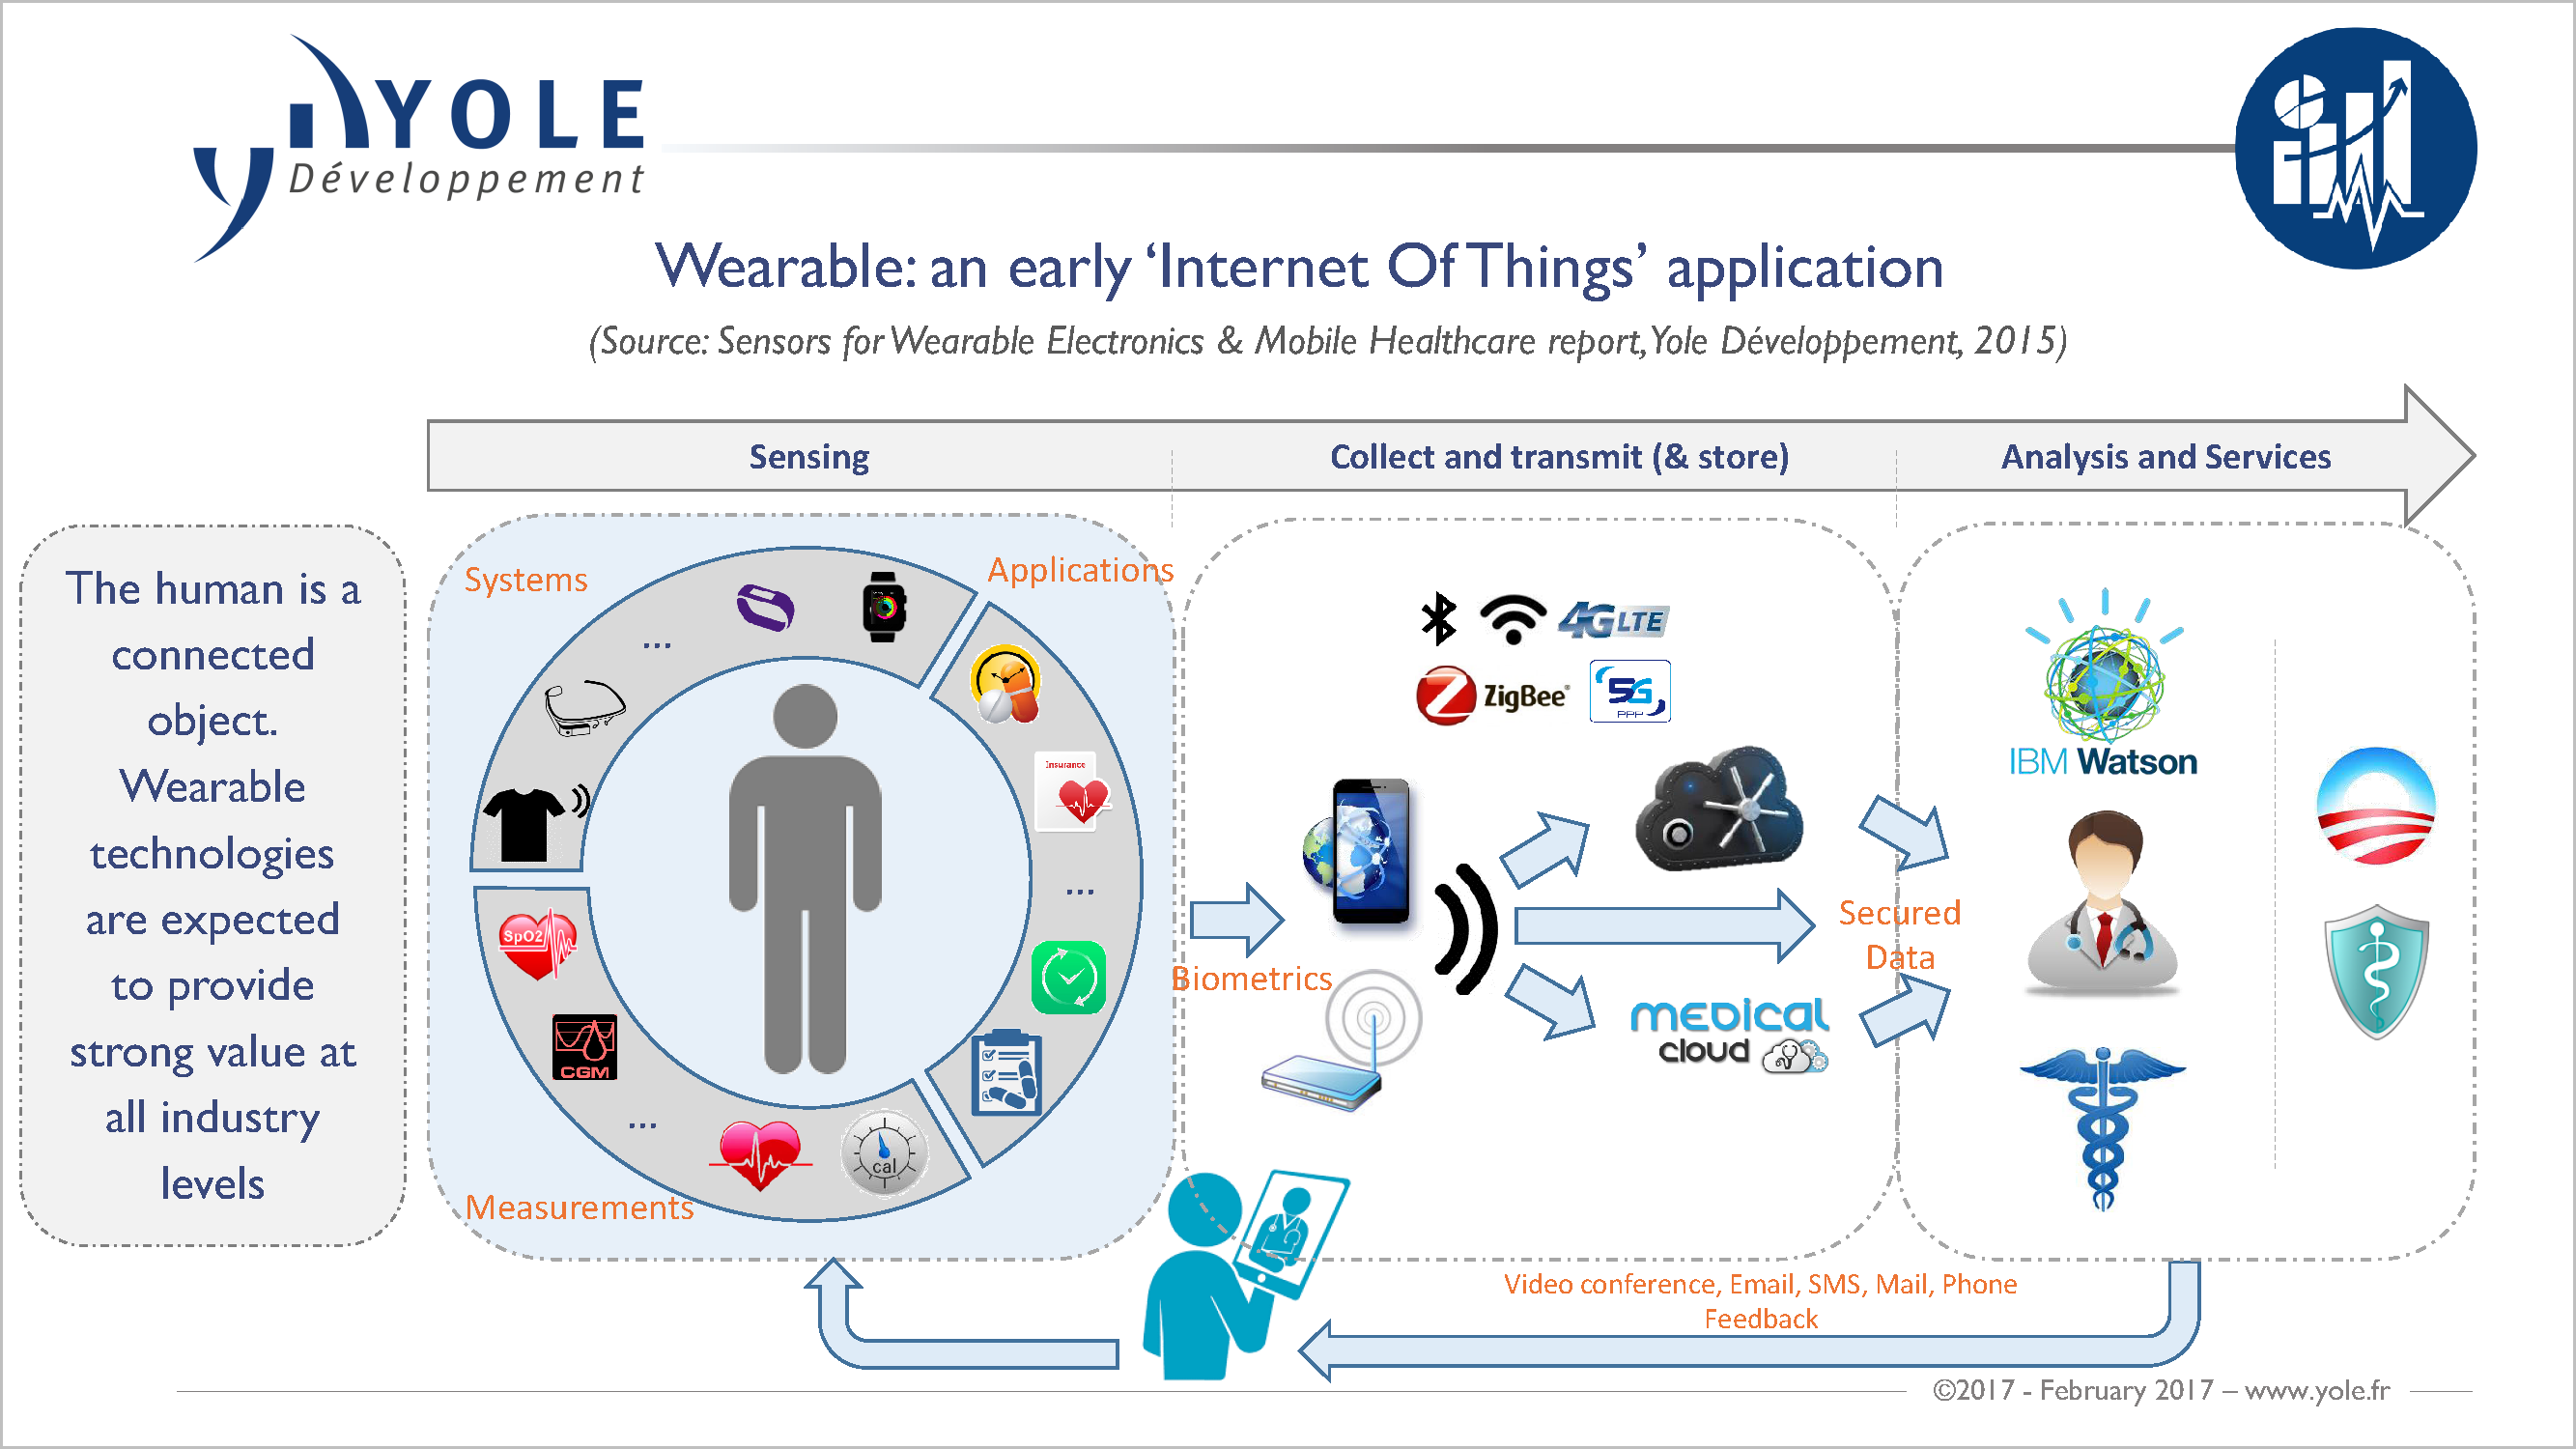 YOLE
Développement
Wearable: an early ‘Internet Of Things’ application
(Source: Sensors for Wearable Electronics & Mobile Healthcare report, Yole Développement, 2015)
Sensing
Collect and transmit (& store)
Analysis and Services
The human is a
connected
object.
Wearable
technologies
are expected
to provide
strong value at
all industry
levels
Systems
Applications
...
Insurance
...
SpO2
CGM
...
cal
Measurements
Biometrics
4G LTE
ZigBee®
5G
PPP
medical
cloud
Secured
Data
IBM Watson
Video conference, Email, SMS, Mail, Phone
Feedback
©2017 - February 2017 – www.yole.fr